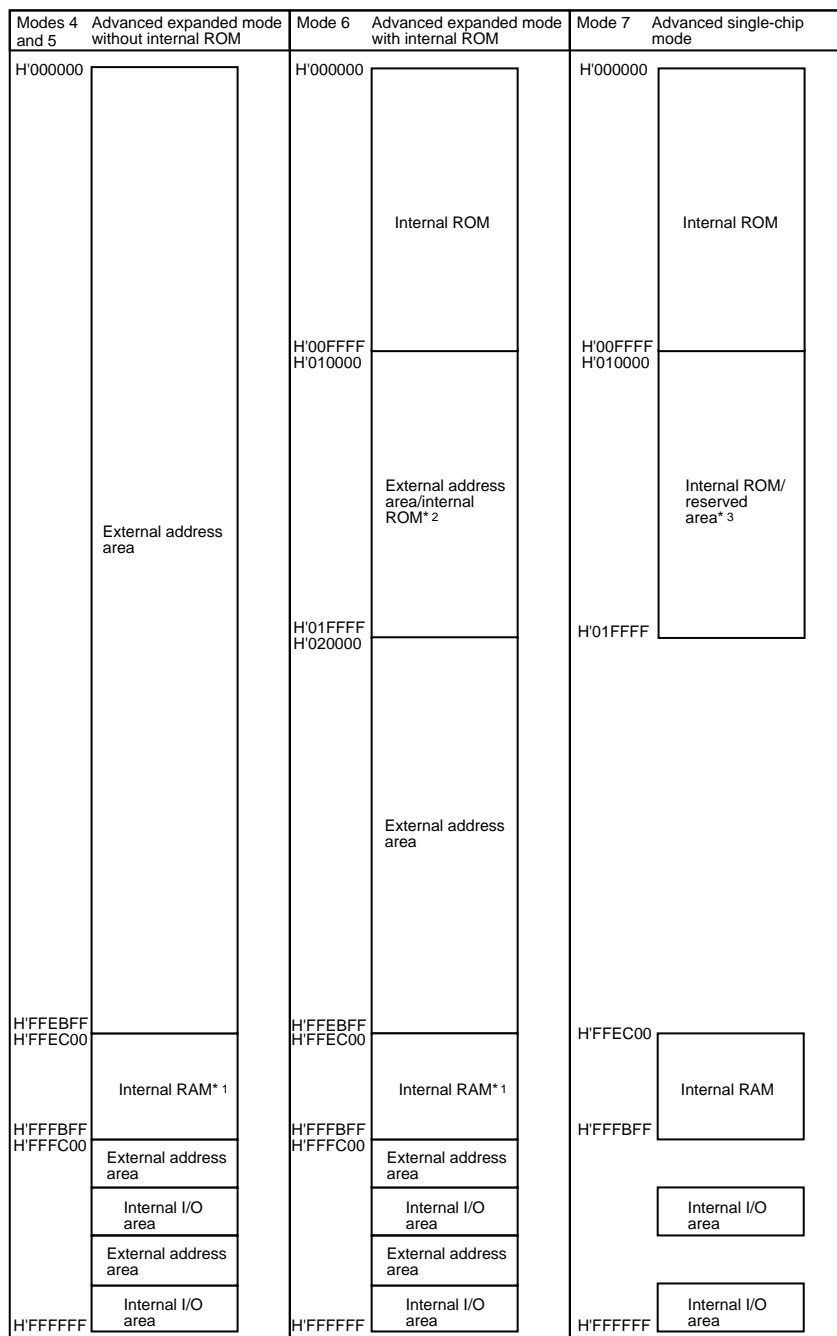 Modes 4 and 5
Advanced expanded mode without internal ROM
H'000000
External address area
H'FFEBFF
H'FFEC00
Internal RAM* 1
H'FFFBFF
H'FFFC00
External address area
Internal I/O area
External address area
Internal I/O area
H'FFFFFF
Mode 6
Advanced expanded mode with internal ROM
H'000000
Internal ROM
H'00FFFF
H'010000
External address area/internal ROM* 2
H'01FFFF
H'020000
External address area
H'FFEBFF
H'FFEC00
Internal RAM* 1
H'FFFBFF
H'FFFC00
External address area
Internal I/O area
External address area
Internal I/O area
H'FFFFFF
Mode 7
Advanced single-chip mode
H'000000
Internal ROM
H'00FFFF
H'010000
Internal ROM/ reserved area* 3
H'01FFFF
H'FFEC00
Internal RAM
H'FFFBFF
Internal I/O area
Internal I/O area
H'FFFFFF